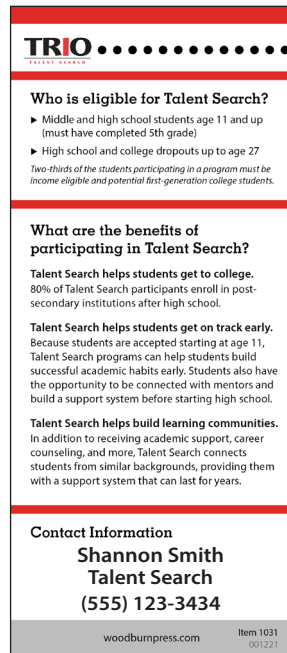 TRIO
TALENT SEARCH
Who is eligible for Talent Search?
▶ Middle and high school students age 11 and up
(must have completed 5th grade)
▶ High school and college dropouts up to age 27
Two-thirds of the students participating in a program must be
income eligible and potential first-generation college students.
What are the benefits of
participating in Talent Search?
Talent Search helps students get to college.
80% of Talent Search participants enroll in post-
secondary institutions after high school.
Talent Search helps students get on track early.
Because students are accepted starting at age 11,
Talent Search programs can help students build
successful academic habits early. Students also have
the opportunity to be connected with mentors and
build a support system before starting high school.
Talent Search helps build learning communities.
In addition to receiving academic support, career
counseling, and more, Talent Search connects
students from similar backgrounds, providing them
with a support system that can last for years.
Contact Information
Shannon Smith
Talent Search
(555) 123-3434
woodburnpress.com
Item 1031
001221